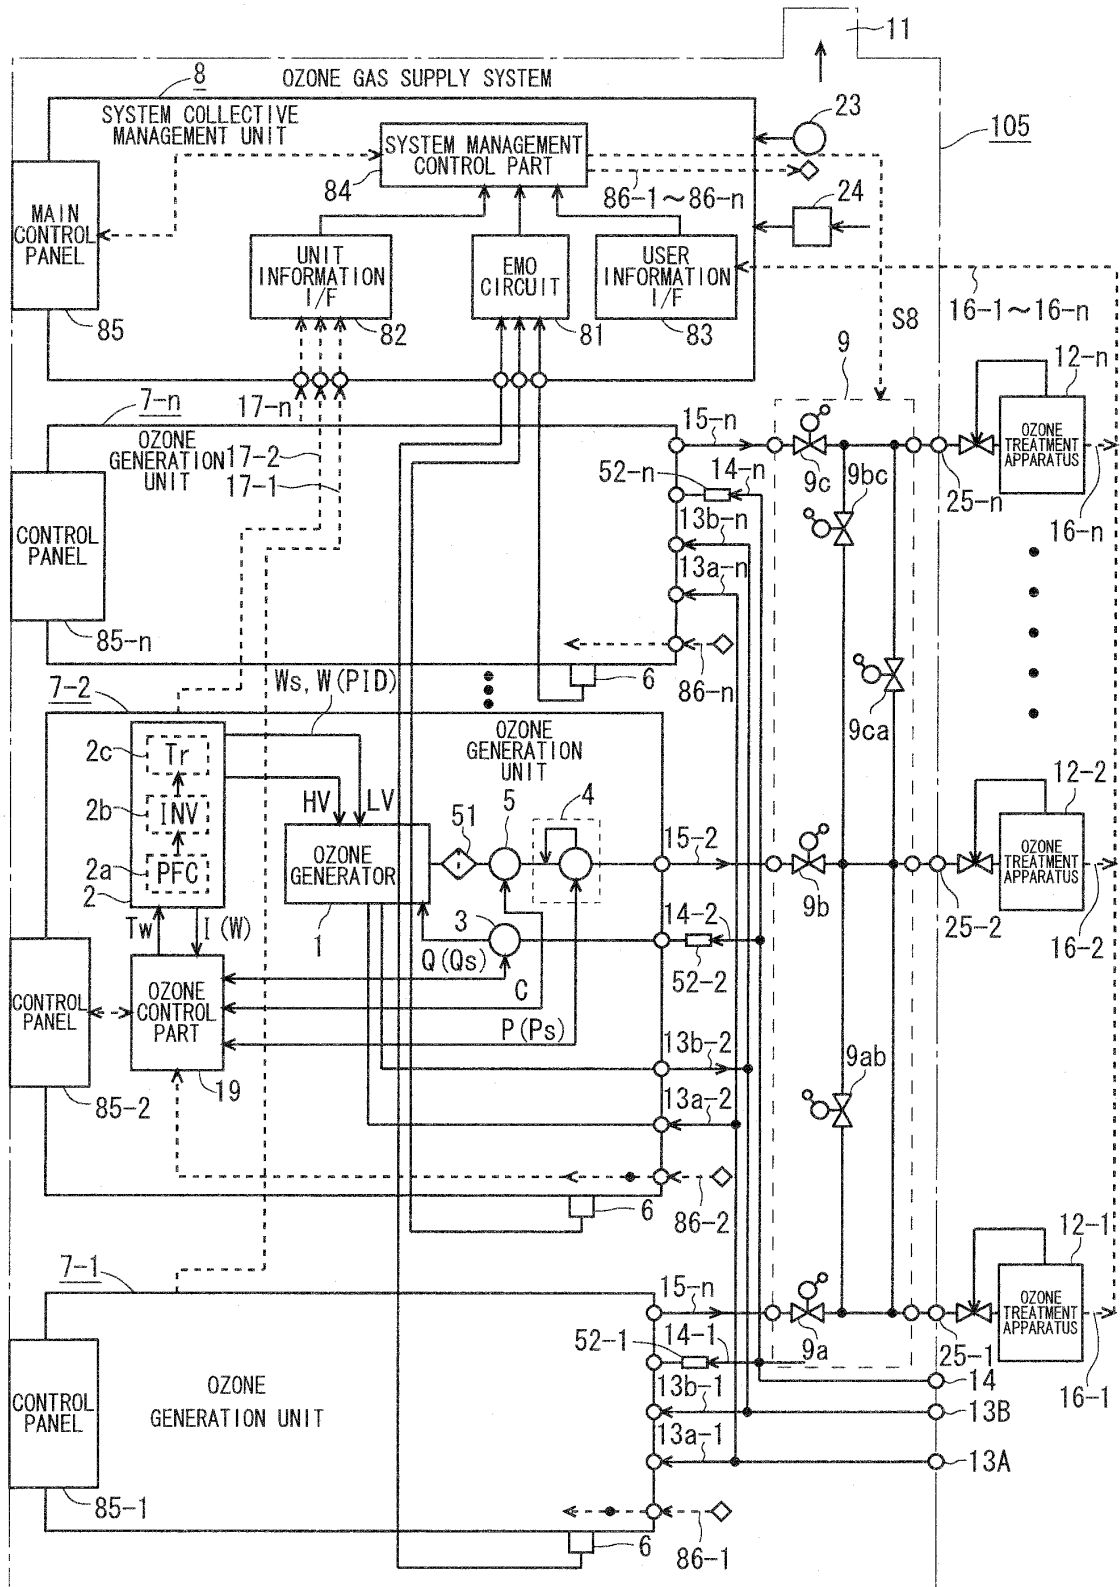 11
OZONE GAS SUPPLY SYSTEM
8
SYSTEM COLLECTIVE
MANAGEMENT UNIT
23
105
SYSTEM MANAGEMENT
CONTROL PART
84
86-1~86-n
24
MAIN
CONTROL
PANEL
85
UNIT
INFORMATION
I/F
82
EMO
CIRCUIT
81
USER
INFORMATION
I/F
83
S8
16-1~16-n
9
12-n
7-n
17-n
OZONE
GENERATION
UNIT
17-2
17-1
15-n
52-n
14-n
13b-n
13a-n
9c
9bc
25-n
OZONE
TREATMENT
APPARATUS
16-n
CONTROL
PANEL
85-n
6
86-n
9ca
7-2
Ws, W(PID)
OZONE
GENERATION
UNIT
2c
Tr
2b
INV
2a
PFC
2
HV
LV
OZONE
GENERATOR
1
51
5
4
3
15-2
9b
12-2
OZONE
TREATMENT
APPARATUS
25-2
16-2
14-2
52-2
Tw
I(W)
Q(Qs)
C
P(Ps)
CONTROL
PANEL
85-2
OZONE
CONTROL
PART
19
13b-2
13a-2
9ab
6
86-2
7-1
15-n
52-1
14-1
13b-1
13a-1
9a
12-1
OZONE
TREATMENT
APPARATUS
25-1
16-1
14
13B
13A
CONTROL
PANEL
85-1
OZONE
GENERATION UNIT
6
86-1